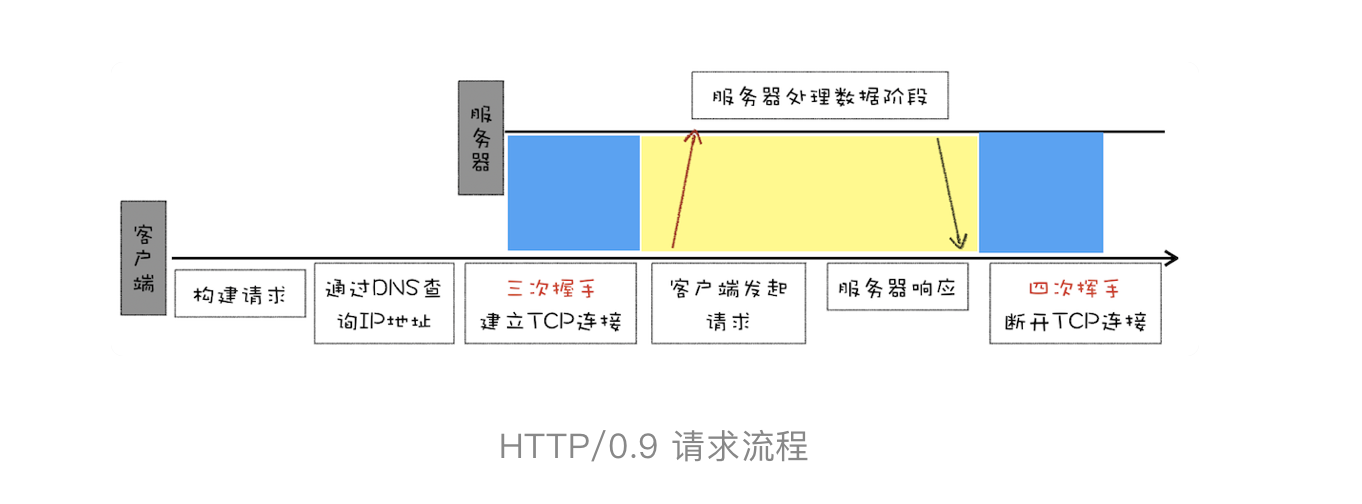 服务器处理数据阶段
服务器
客户端
构建请求
通过DNS查
询IP地址
三次握手
建立TCP连接
客户端发起
请求
服务器响应
四次挥手
断开TCP连接
HTTP/0.9 请求流程